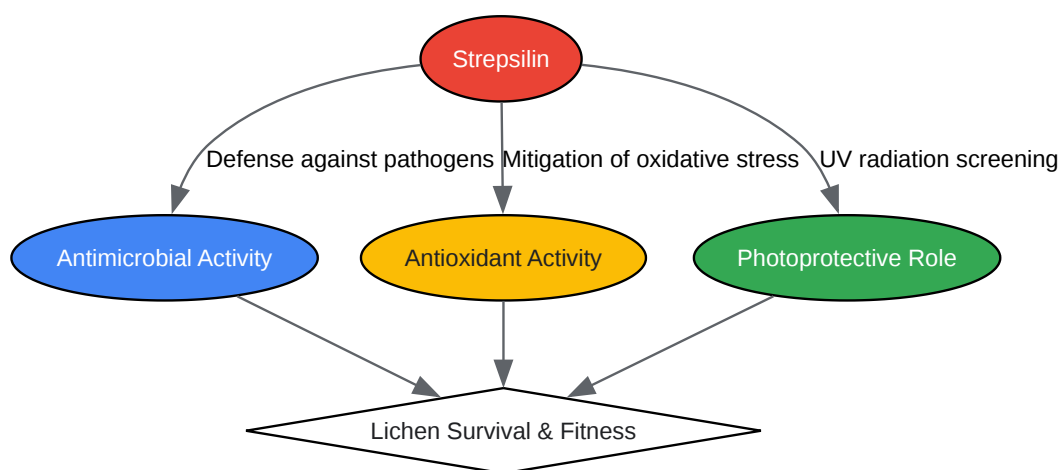 Strepsilin
Defense against pathogens
Mitigation of oxidative stress
UV radiation screening
Antimicrobial Activity
Antioxidant Activity
Photoprotective Role
Lichen Survival & Fitness